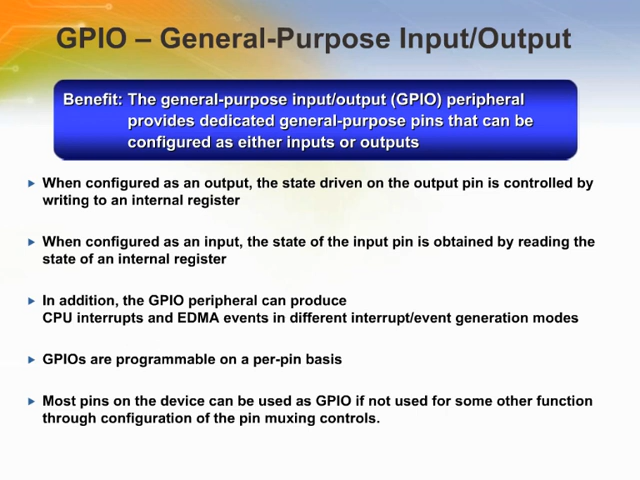 GPIO – General-Purpose Input/Output
Benefit: The general-purpose input/output (GPIO) peripheral
provides dedicated general-purpose pins that can be
configured as either inputs or outputs
When configured as an output, the state driven on the output pin is controlled by
writing to an internal register
When configured as an input, the state of the input pin is obtained by reading the
state of an internal register
In addition, the GPIO peripheral can produce
CPU interrupts and EDMA events in different interrupt/event generation modes
GPIOs are programmable on a per-pin basis
Most pins on the device can be used as GPIO if not used for some other function
through configuration of the pin muxing controls.